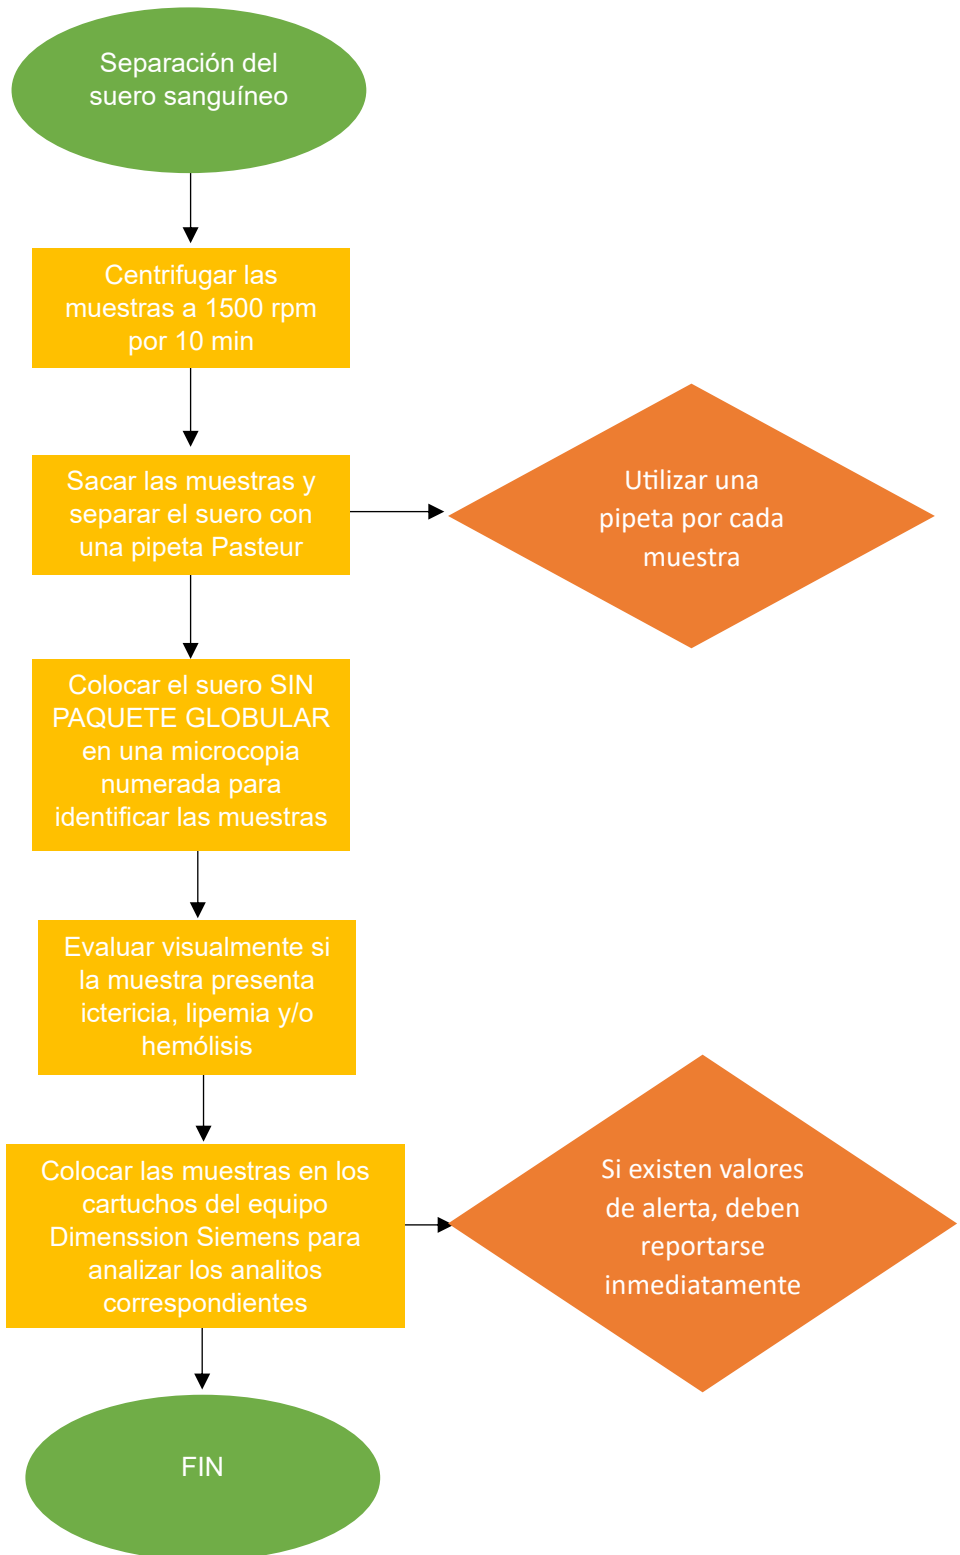 Separación del
suero sanguíneo
Centrifugar las
muestras a 1500 rpm
por 10 min
Sacar las muestras y
separar el suero con
una pipeta Pasteur
Utilizar una
pipeta por cada
muestra
Colocar el suero SIN
PAQUETE GLOBULAR
en una microcopia
numerada para
identificar las muestras
Evaluar visualmente si
la muestra presenta
ictericia, lipemia y/o
hemólisis
Colocar las muestras en los
cartuchos del equipo
Dimenssion Siemens para
analizar los analitos
correspondientes
Si existen valores
de alerta, deben
reportarse
inmediatamente
FIN